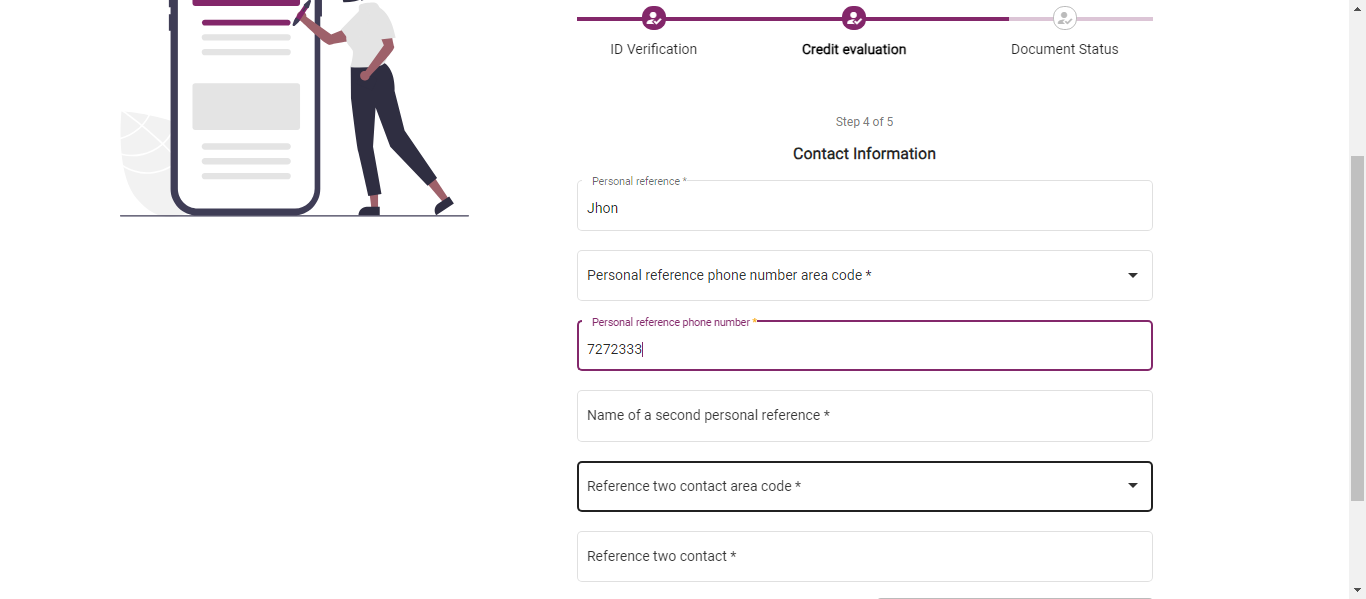 ID Verification
Credit evaluation
Document Status
Step 4 of 5
Contact Information
Personal reference *
Jhon
Personal reference phone number area code *
Personal reference phone number *
7272333
Name of a second personal reference *
Reference two contact area code *
Reference two contact *